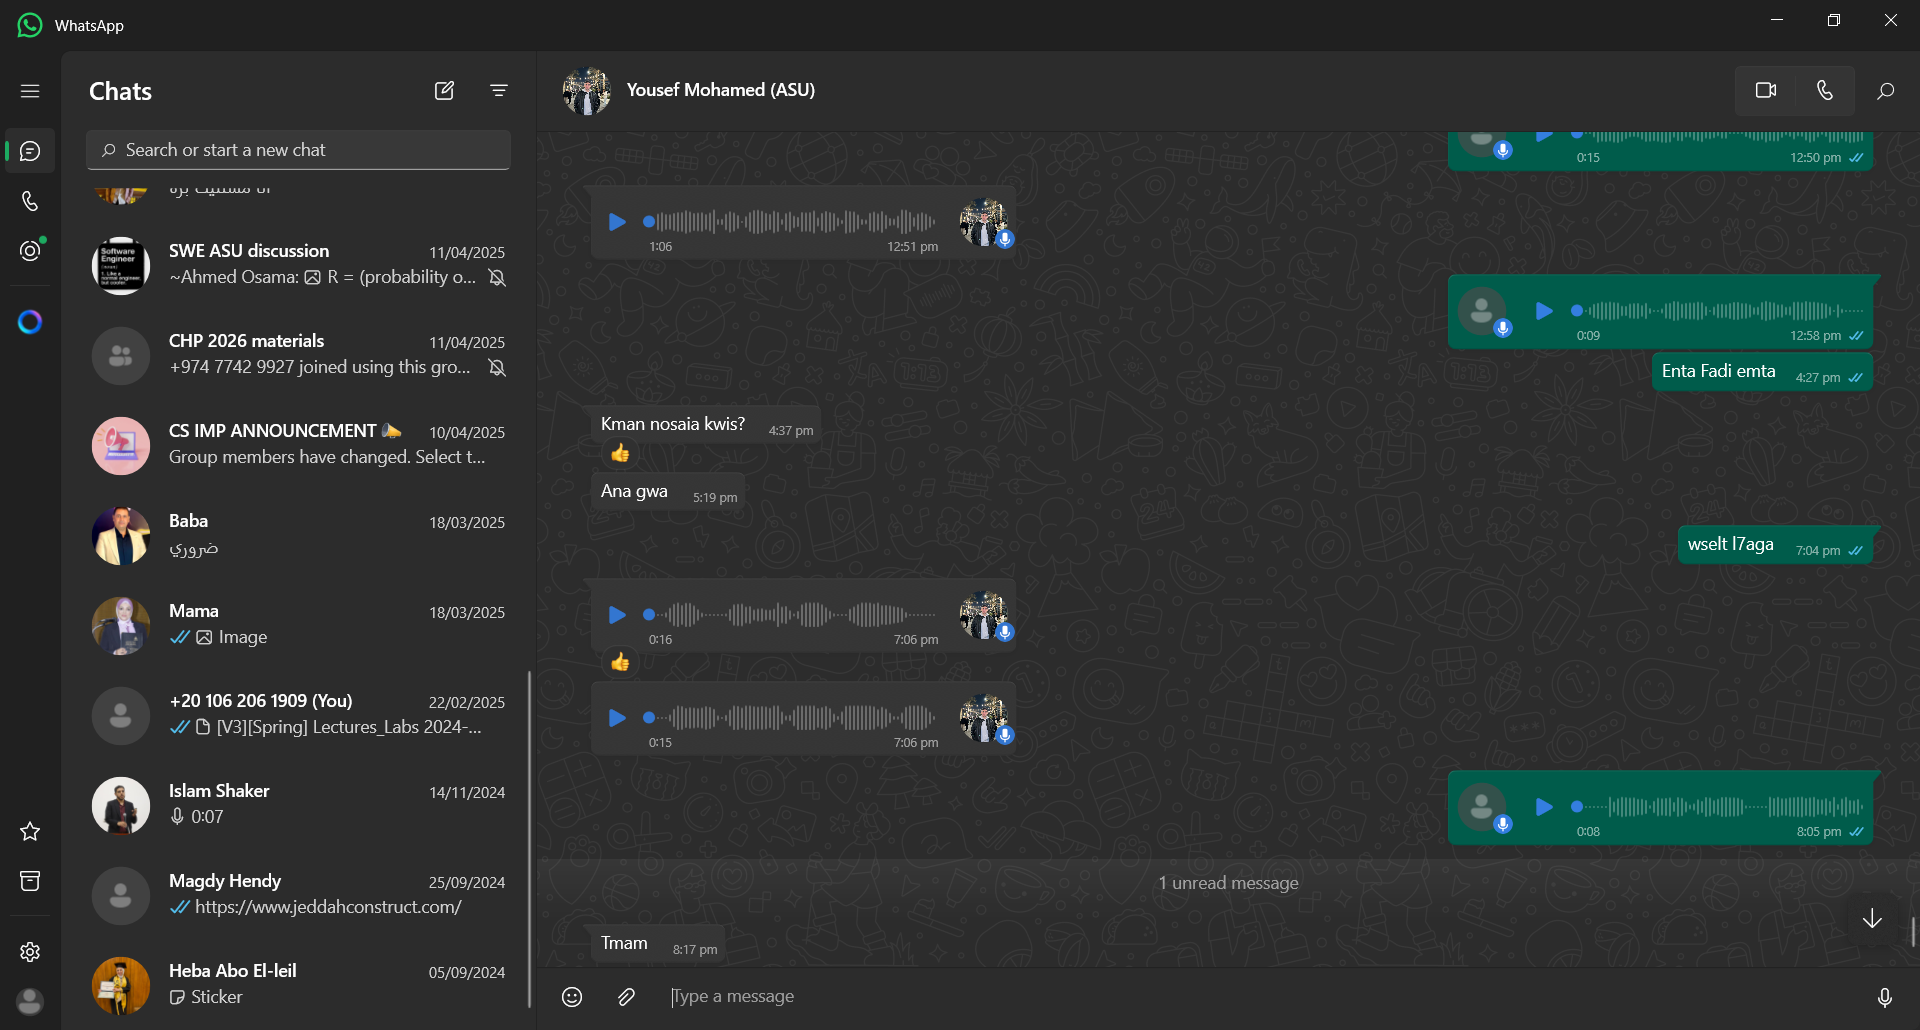 WhatsApp
Chats
Search or start a new chat
SWE ASU discussion 11/04/2025
~Ahmed Osama: R = (probability o...
CHP 2026 materials 11/04/2025
+974 7742 9927 joined using this gro...
CS IMP ANNOUNCEMENT 📣 10/04/2025
Group members have changed. Select t...
Baba 18/03/2025
ضروري
Mama 18/03/2025
Image
+20 106 206 1909 (You) 22/02/2025
[V3][Spring] Lectures_Labs 2024-...
Islam Shaker 14/11/2024
0:07
Magdy Hendy 25/09/2024
https://www.jeddahconstruct.com/
Heba Abo El-leil 05/09/2024
Sticker
Yousef Mohamed (ASU)
0:15 12:50 pm
1:06 12:51 pm
0:09 12:58 pm
Enta Fadi emta 4:27 pm
Kman nosaia kwis? 4:37 pm
👍
Ana gwa 5:19 pm
wselt l7aga 7:04 pm
0:16 7:06 pm
👍
0:15 7:06 pm
0:08 8:05 pm
1 unread message
Tmam 8:17 pm
Type a message